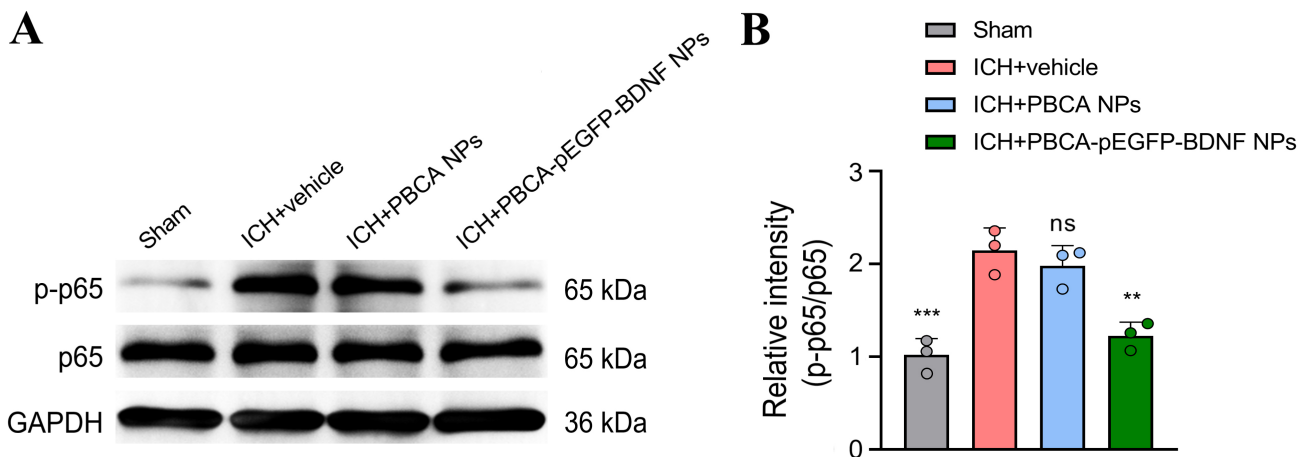 A
Sham
ICH+vehicle
ICH+PBCA NPs
ICH+PBCA-pEGFP-BDNF NPs
p-p65
65 kDa
p65
65 kDa
GAPDH
36 kDa
B
Sham
ICH+vehicle
ICH+PBCA NPs
ICH+PBCA-pEGFP-BDNF NPs
Relative intensity
(p-p65/p65)
3
2
1
0
***
ns
**